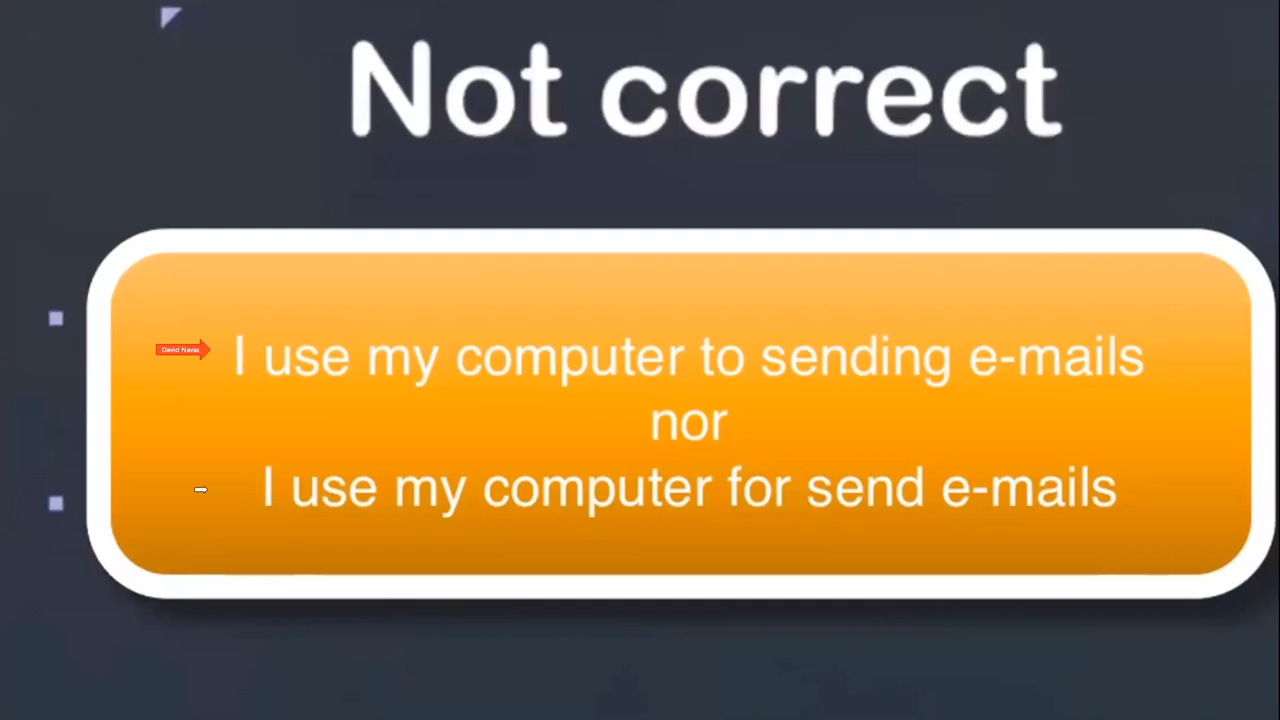 Not correct
David Navas
I use my computer to sending e-mails
nor
I use my computer for send e-mails